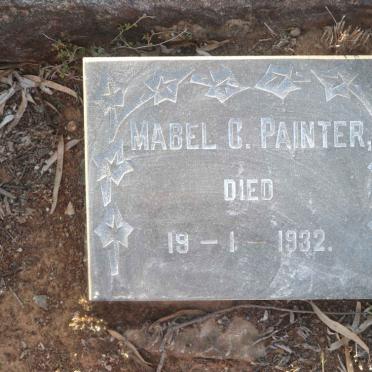 MABEL C. PAINTER,
DIED
19 - 1 - 1932.